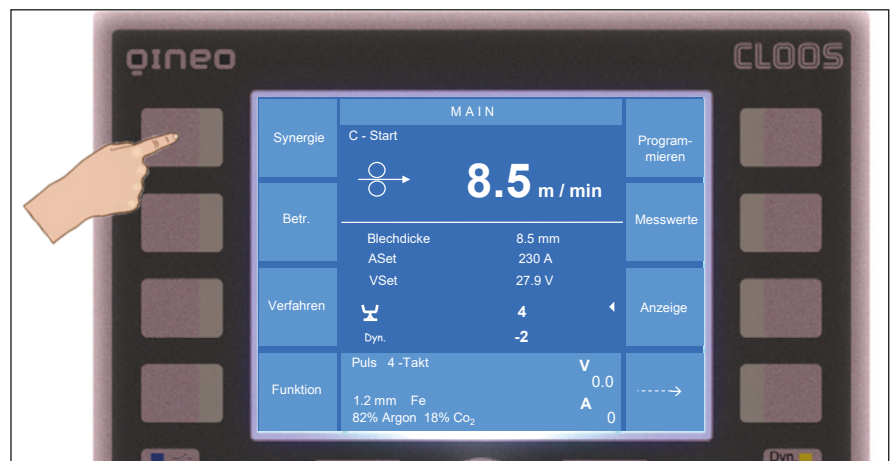 QINEO
CLOOS
MAIN
Synergie
C - Start
Program-
mieren
8.5 m / min
Betr.
Messwerte
Blechdicke 8.5 mm
ASet 230 A
VSet 27.9 V
Verfahren
4
Anzeige
Dyn. -2
Puls 4 -Takt V
0.0
Funktion
1.2 mm Fe A
82% Argon 18% Co₂ 0
Dyn.